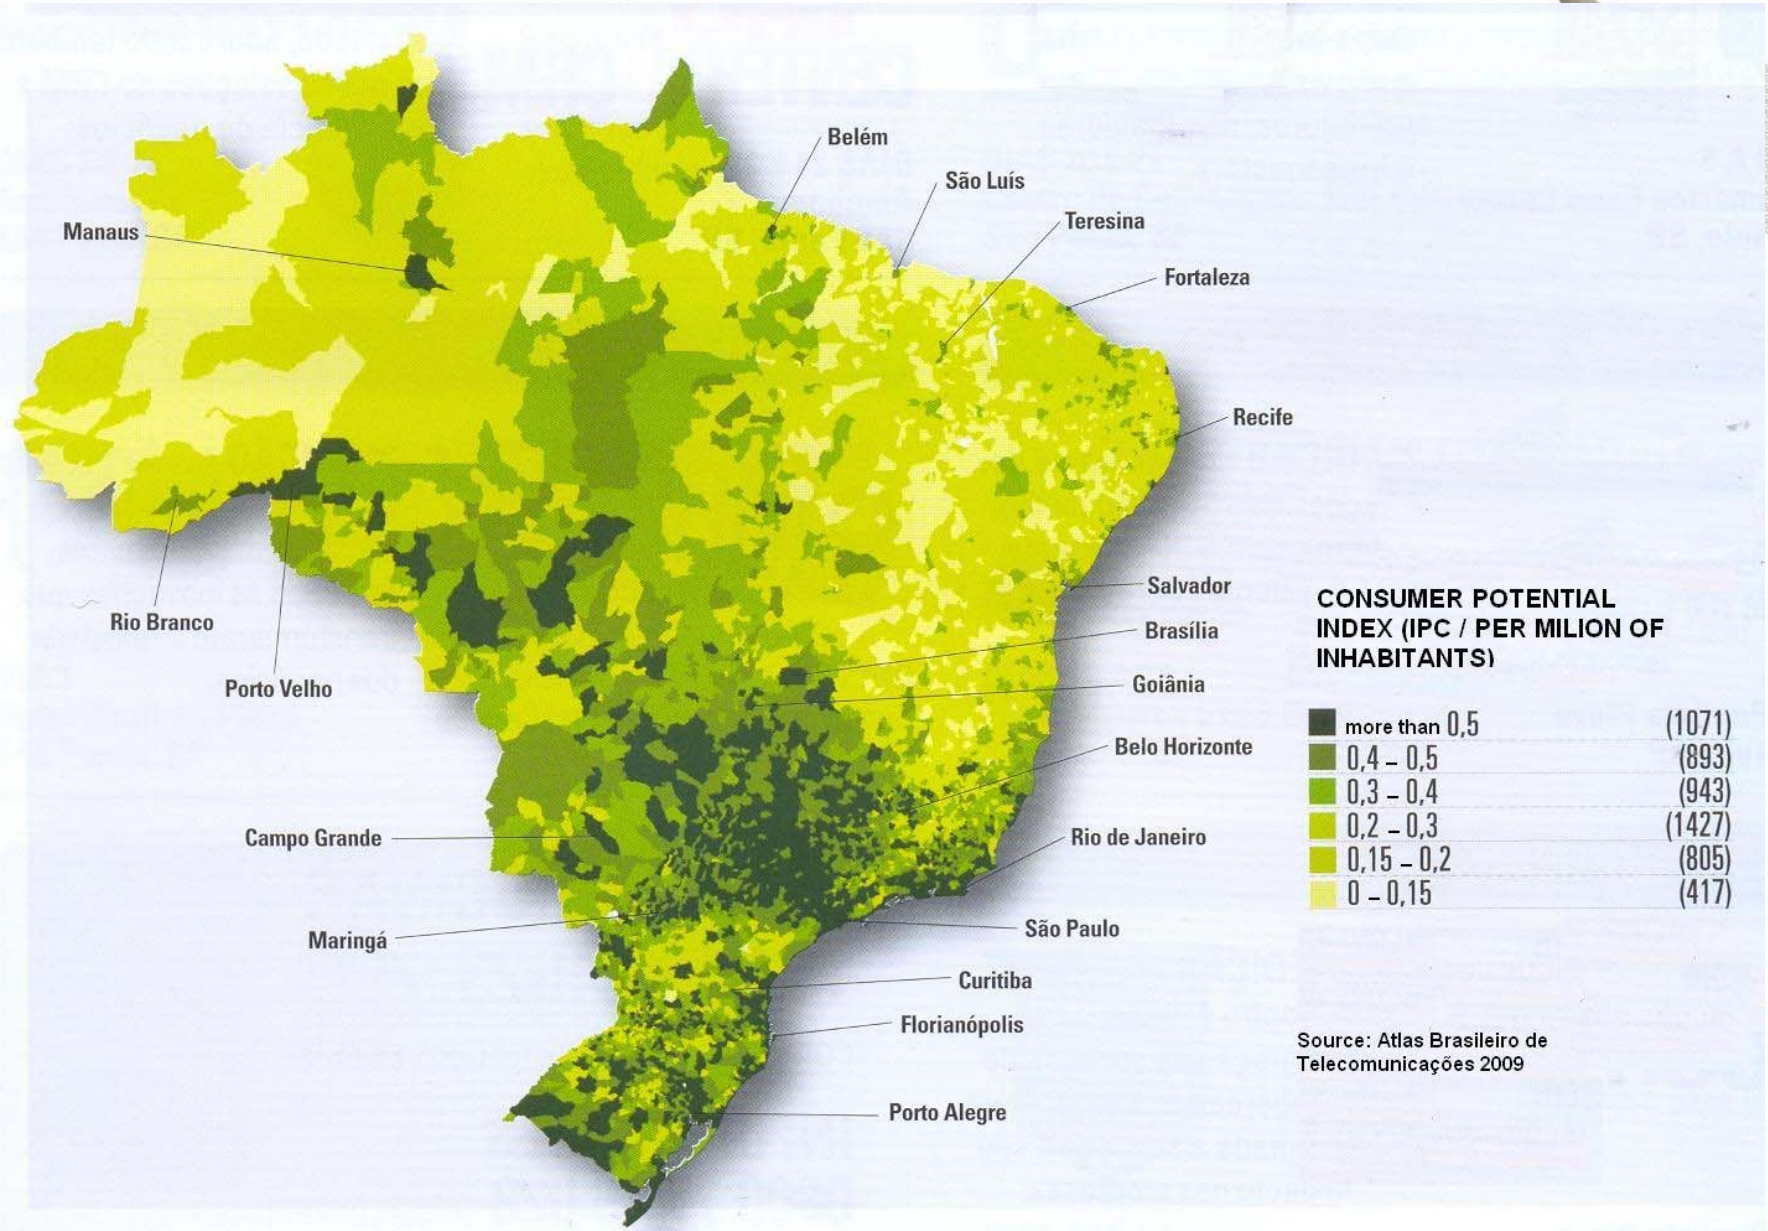 Belém
São Luís
Teresina
Manaus
Fortaleza
Recife
Salvador
Rio Branco
Brasília
Porto Velho
Goiânia
Belo Horizonte
Campo Grande
Rio de Janeiro
Maringá
São Paulo
Curitiba
Florianópolis
Porto Alegre
CONSUMER POTENTIAL
INDEX (IPC / PER MILION OF
INHABITANTS)
more than 0,5 (1071)
0,4 – 0,5 (893)
0,3 – 0,4 (943)
0,2 – 0,3 (1427)
0,15 – 0,2 (805)
0 – 0,15 (417)
Source: Atlas Brasileiro de
Telecomunicações 2009